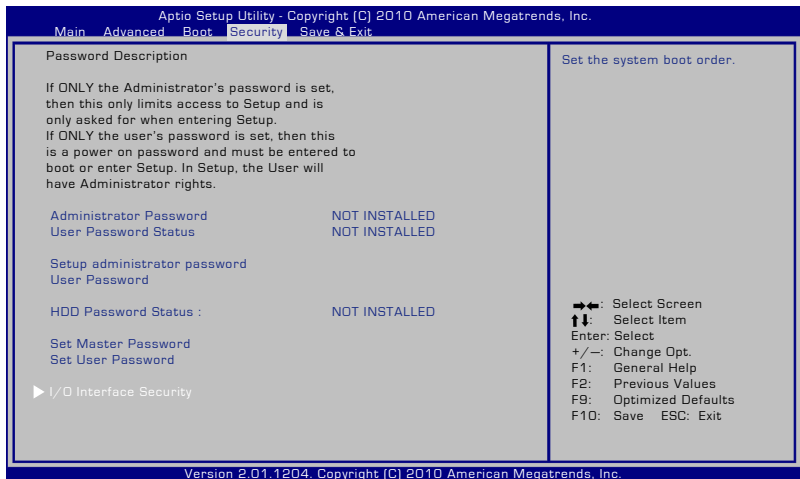 Aptio Setup Utility - Copyright (C) 2010 American Megatrends, Inc.
Main Advanced Boot Security Save & Exit
Password Description
If ONLY the Administrator's password is set,
then this only limits access to Setup and is
only asked for when entering Setup.
If ONLY the user's password is set, then this
is a power on password and must be entered to
boot or enter Setup. In Setup, the User will
have Administrator rights.
Administrator Password NOT INSTALLED
User Password Status NOT INSTALLED
Setup administrator password
User Password
HDD Password Status : NOT INSTALLED
Set Master Password
Set User Password
I/O Interface Security
Set the system boot order.
→←: Select Screen
↑↓: Select Item
Enter: Select
+/—: Change Opt.
F1: General Help
F2: Previous Values
F9: Optimized Defaults
F10: Save ESC: Exit
Version 2.01.1204. Copyright (C) 2010 American Megatrends, Inc.